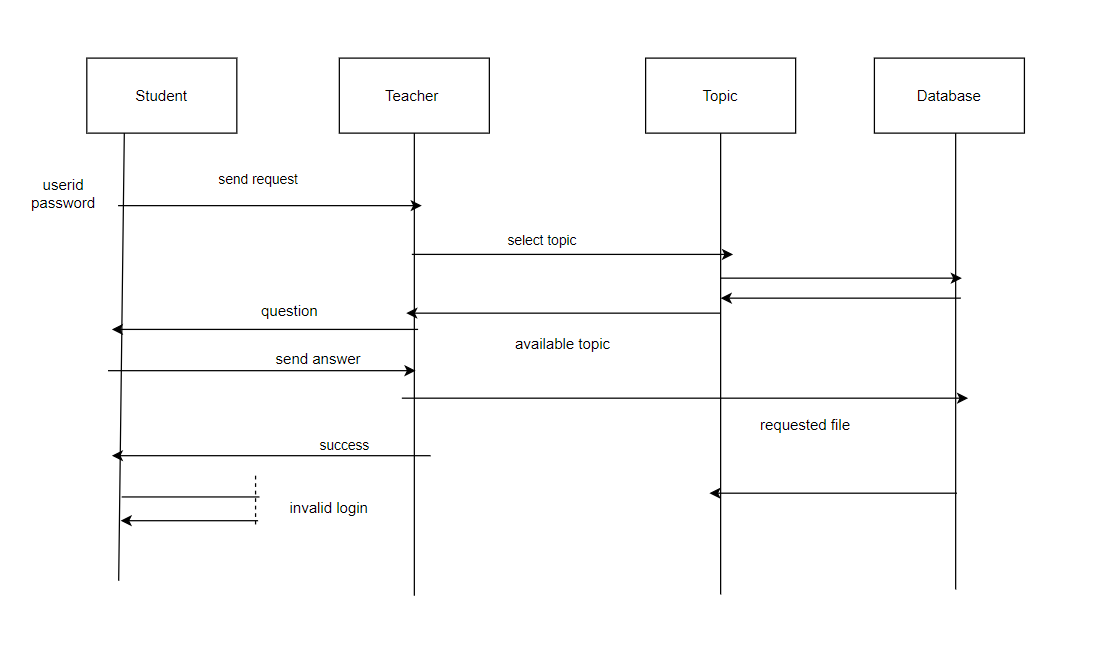 Student
Teacher
Topic
Database
userid
password
send request
select topic
question
available topic
send answer
requested file
success
invalid login